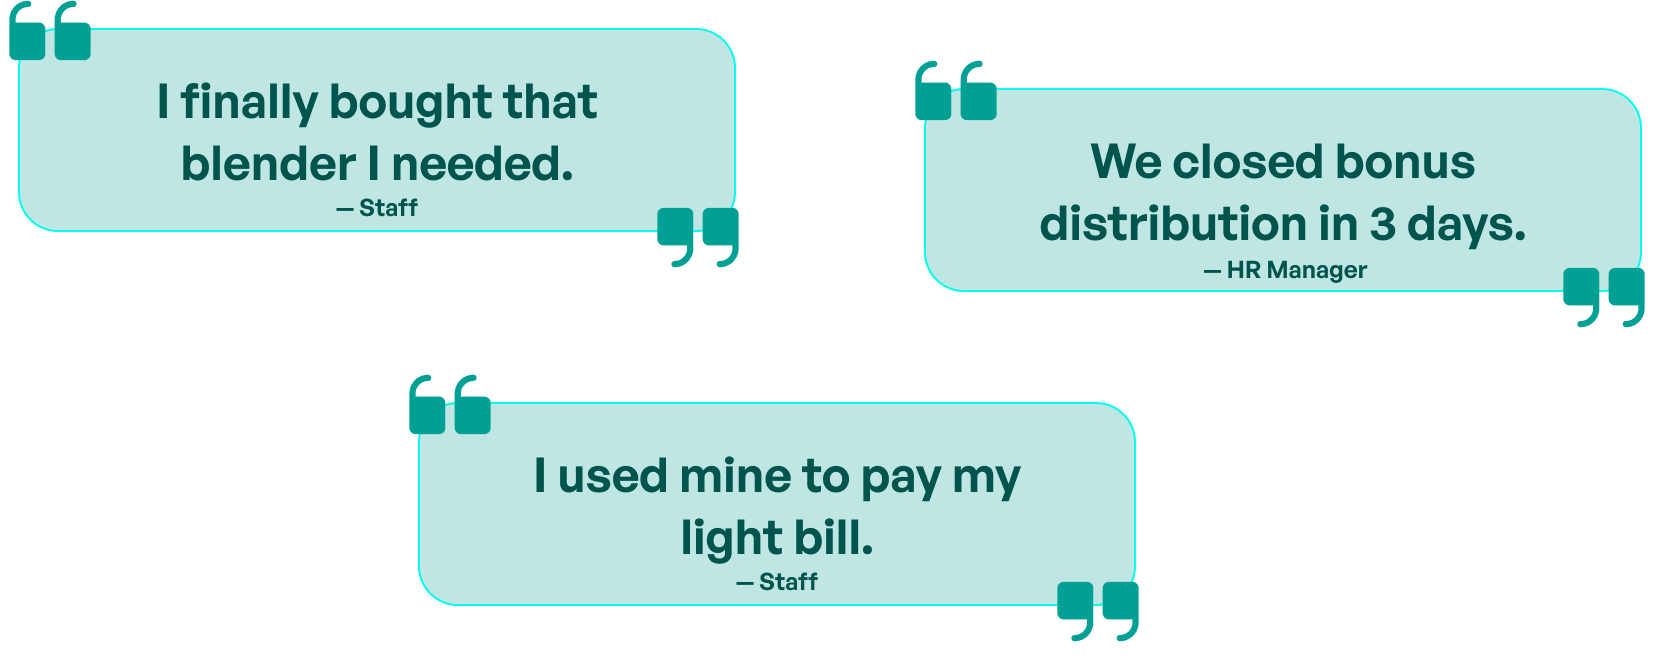 I finally bought that
blender I needed.
— Staff
We closed bonus
distribution in 3 days.
— HR Manager
I used mine to pay my
light bill.
— Staff